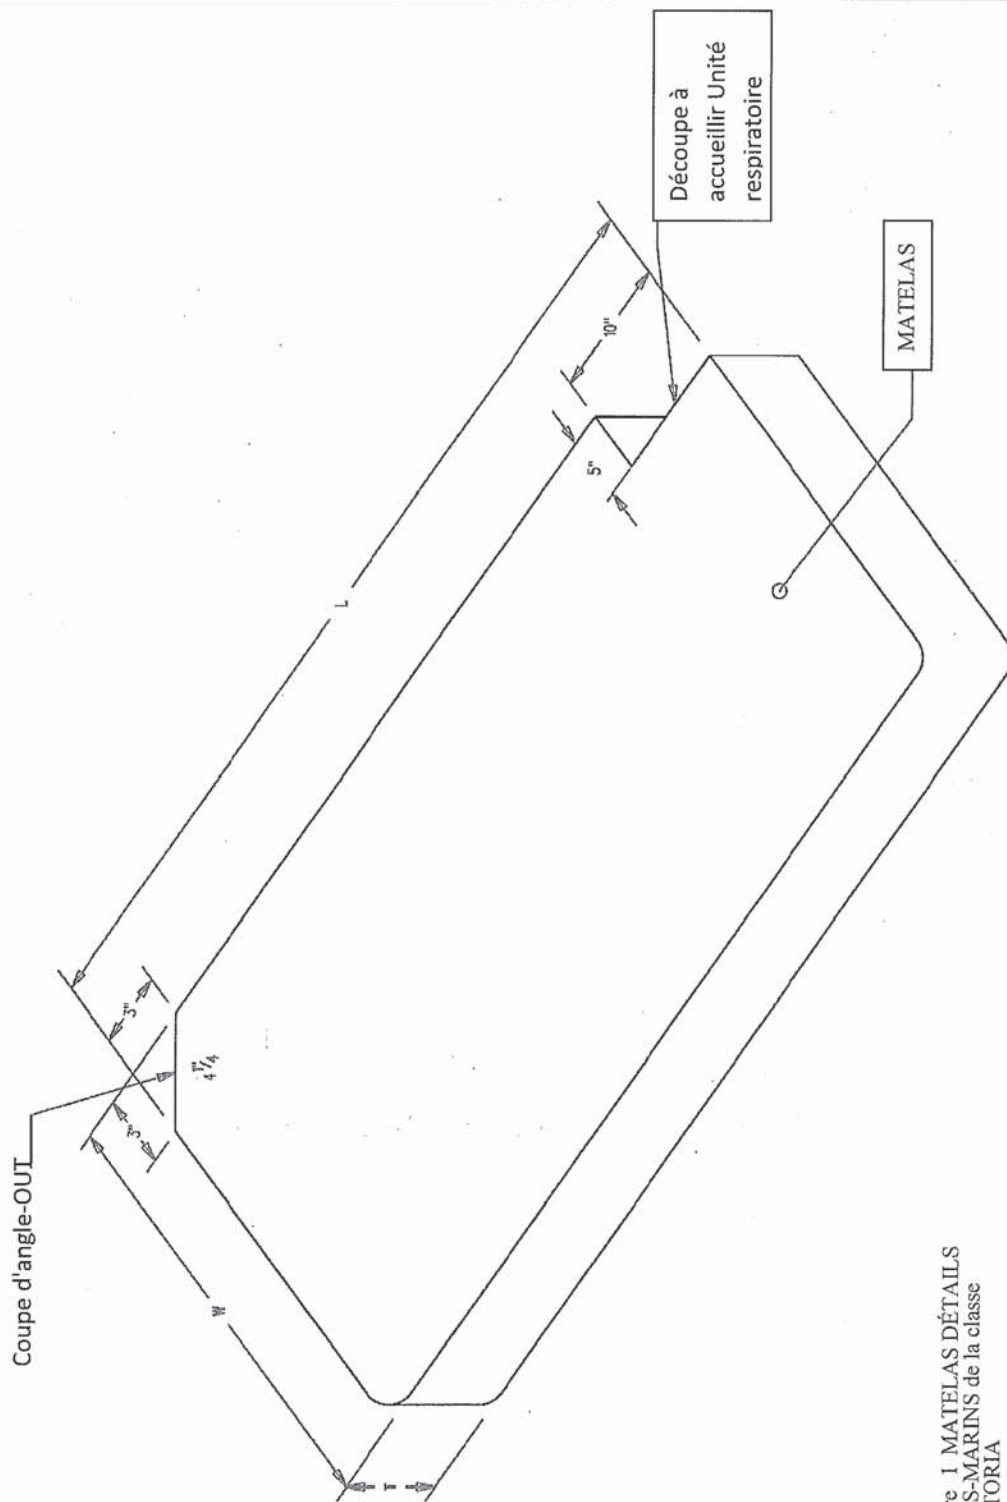 Coupe d'angle-OUT
3"
3"
4 1/4"
W
L
T
10"
5"
Découpe à
accueillir Unité
respiratoire
MATELAS
1 MATELAS DÉTAILS
S-MARINS de la classe
TORIA